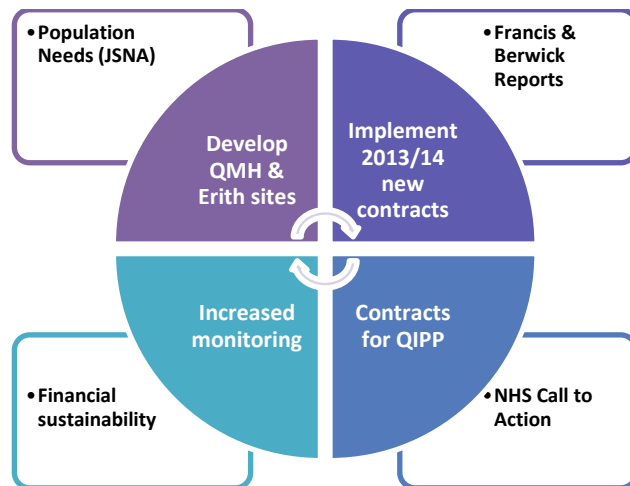 •Population
Needs (JSNA)
•Francis &
Berwick
Reports
Develop
QMH &
Erith sites
Implement
2013/14
new
contracts
Increased
monitoring
Contracts
for QIPP
•Financial
sustainability
•NHS Call to
Action